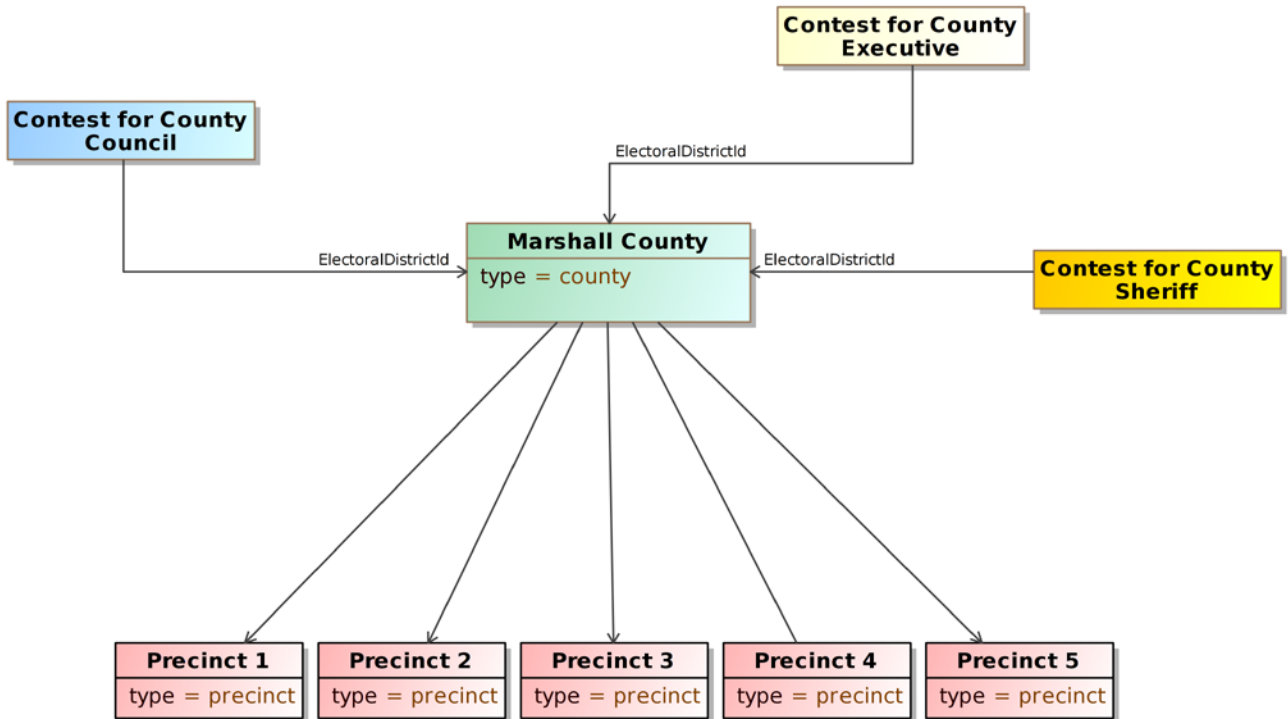 Contest for County
Executive
Contest for County
Council
ElectoralDistrictId
Marshall County
type = county
ElectoralDistrictId
ElectoralDistrictId
Contest for County
Sheriff
Precinct 1
type = precinct
Precinct 2
type = precinct
Precinct 3
type = precinct
Precinct 4
type = precinct
Precinct 5
type = precinct